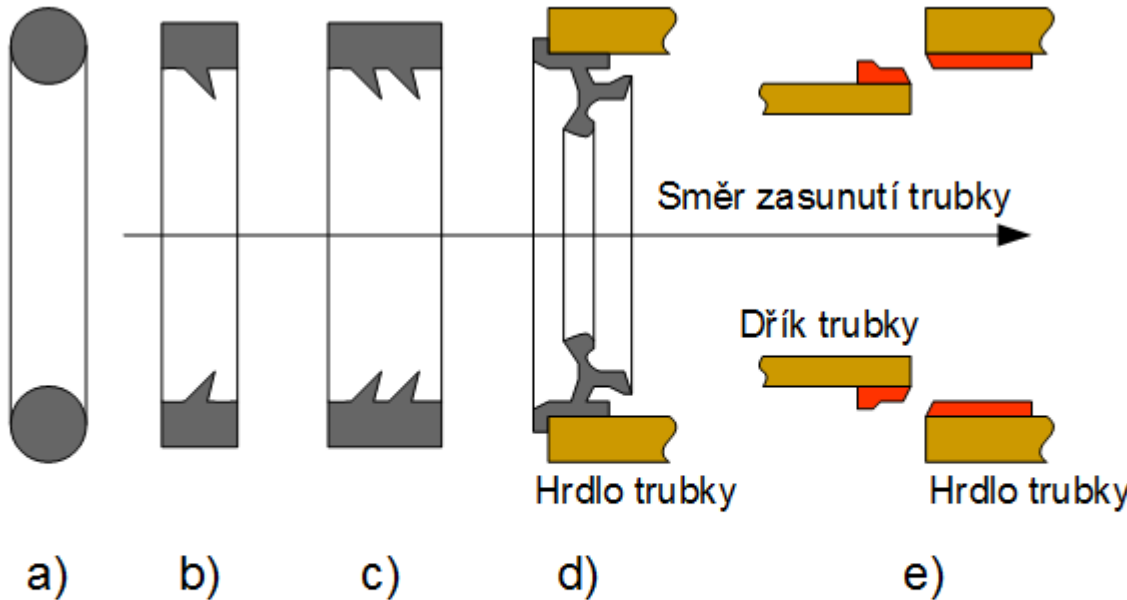 Směr zasunutí trubky
Dřík trubky
Hrdlo trubky
Hrdlo trubky
a)
b)
c)
d)
e)